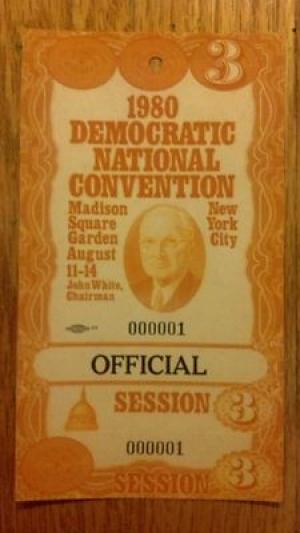 3
1980
DEMOCRATIC
NATIONAL
CONVENTION
Madison
Square
Garden
August
11-14
John White,
Chairman
New
York
City
000001
OFFICIAL
SESSION 3
000001
SESSION 3